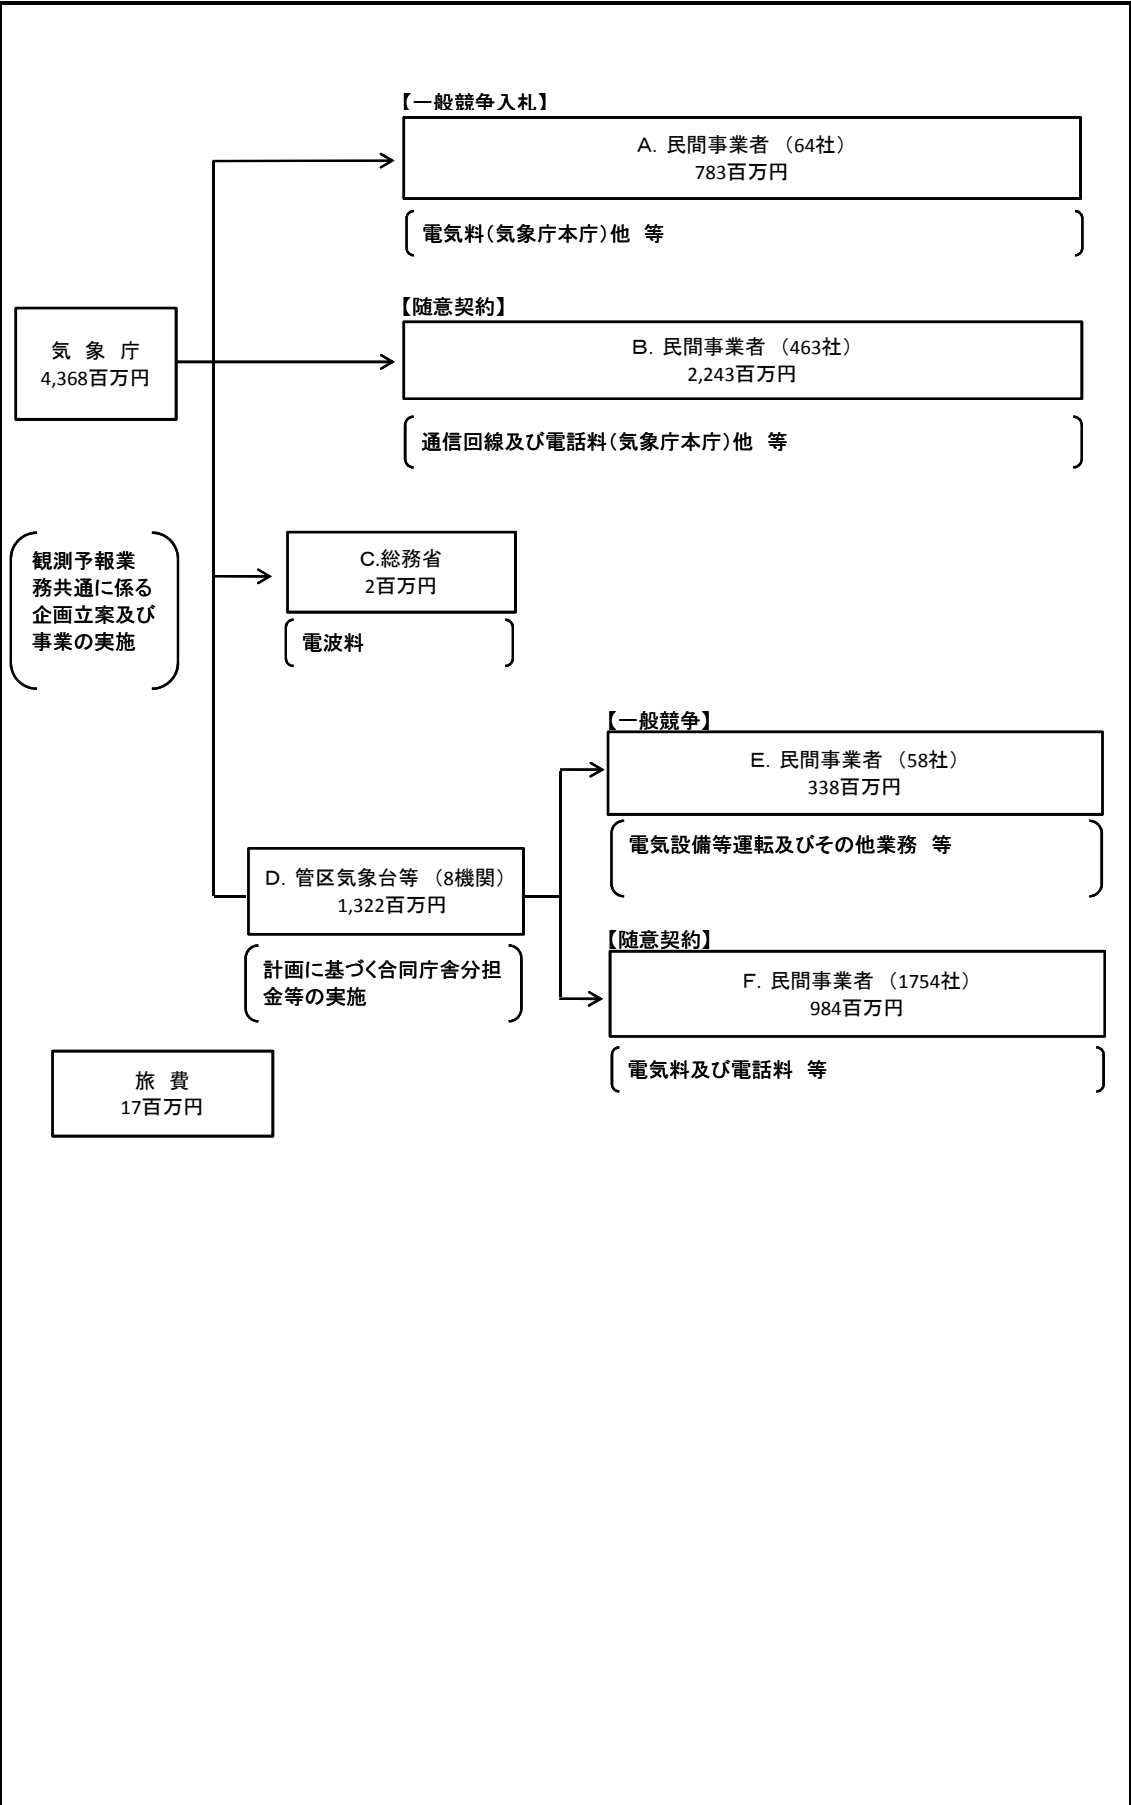 【一般競争入札】
A．民間事業者 （64社）
783百万円
電気料（気象庁本庁）他　等
【随意契約】
B．民間事業者 （463社）
2,243百万円
通信回線及び電話料（気象庁本庁）他　等
気　象　庁
4,368百万円
観測予報業
務共通に係る
企画立案及び
事業の実施
C.総務省
2百万円
電波料
【一般競争】
E．民間事業者 （58社）
338百万円
電気設備等運転及びその他業務　等
D．管区気象台等 （8機関）
1,322百万円
計画に基づく合同庁舎分担
金等の実施
【随意契約】
F．民間事業者 （1754社）
984百万円
電気料及び電話料　等
旅　費
17百万円